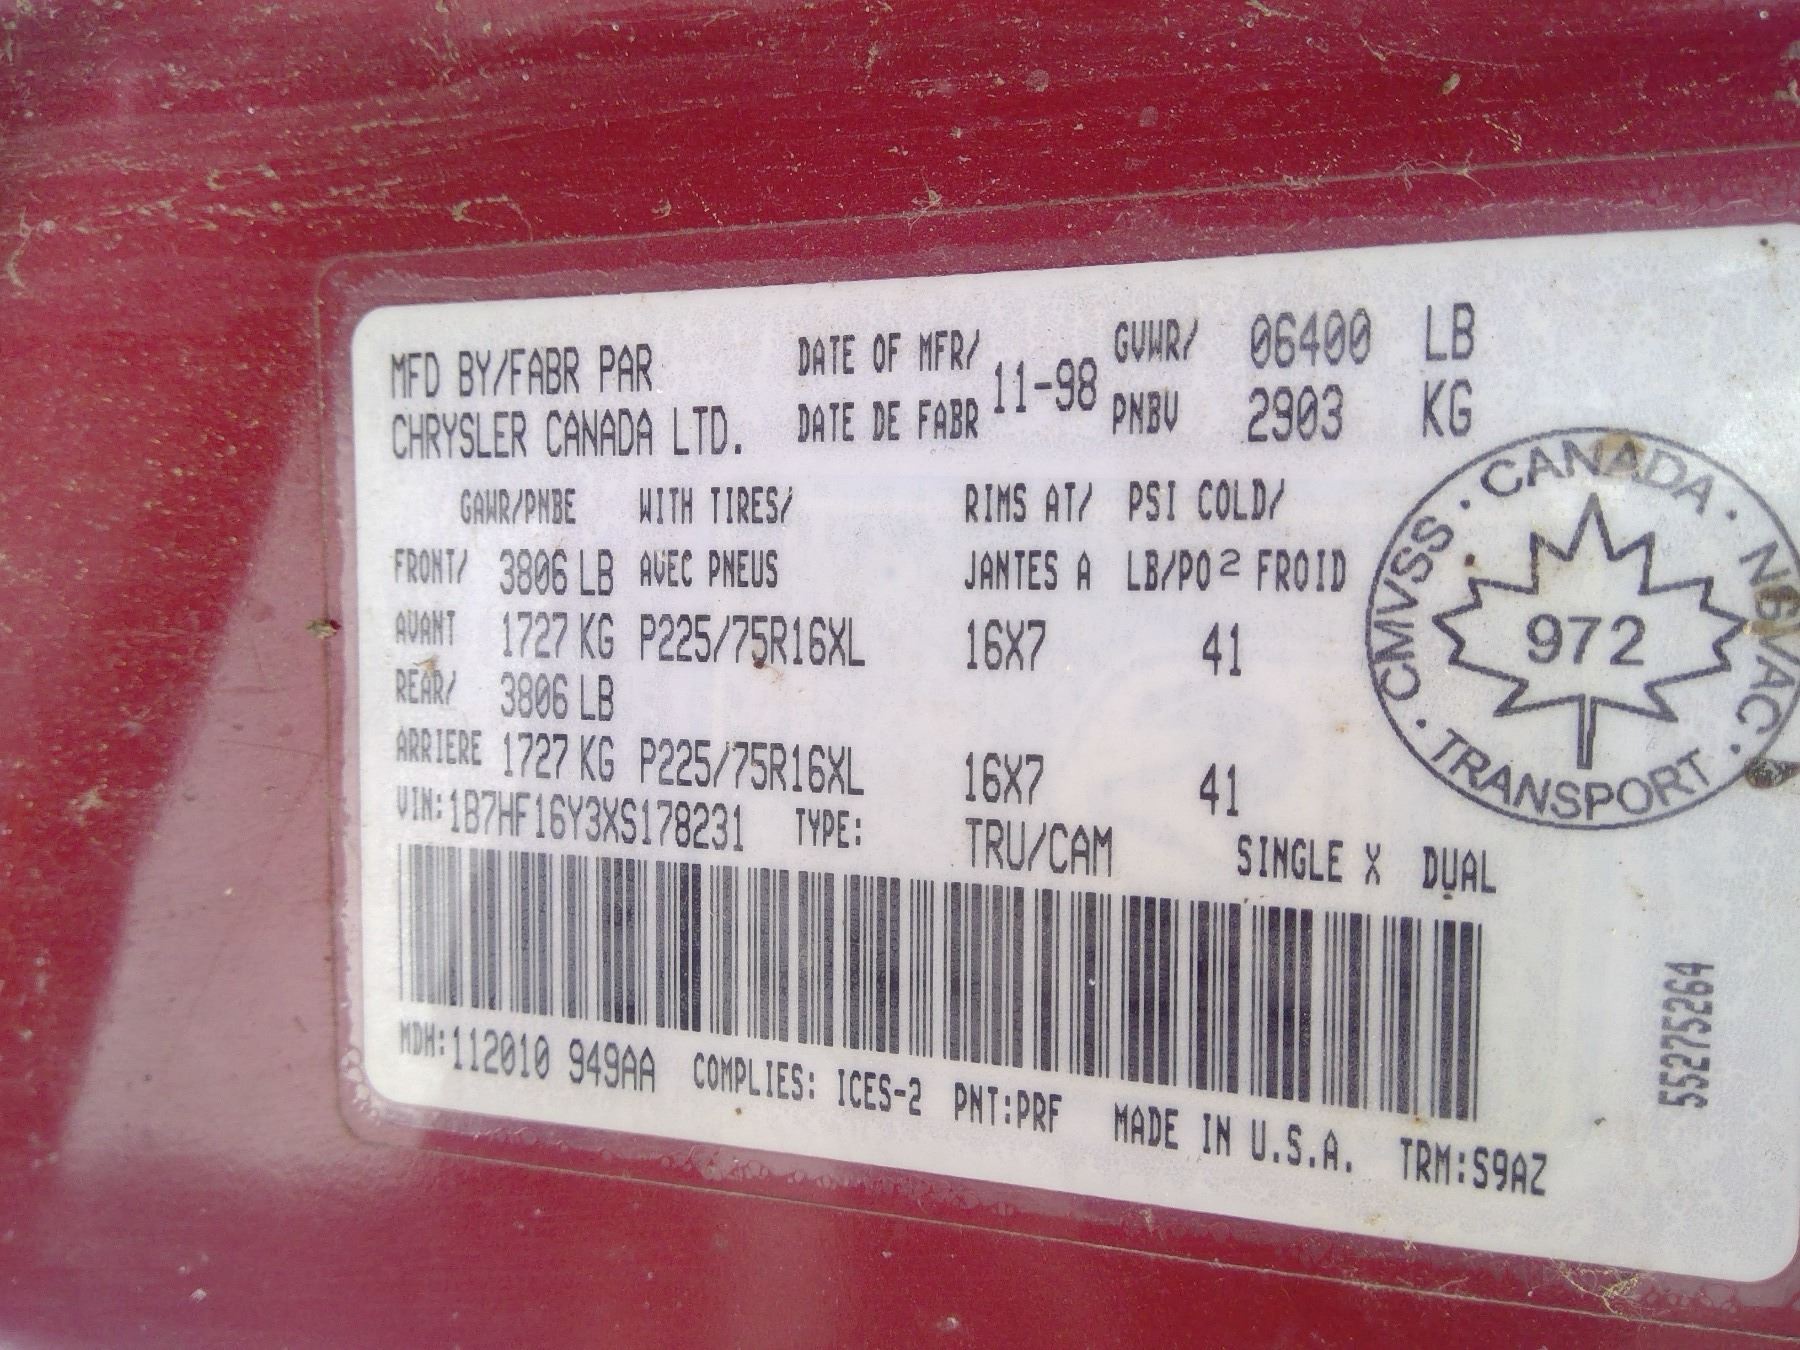 MFD BY/FABR PAR DATE OF MFR/ 11-98 GVWR/ 06400 LB
CHRYSLER CANADA LTD. DATE DE FABR PNBV 2903 KG
GAWR/PNBE WITH TIRES/ RIMS AT/ PSI COLD/
FRONT/ 3806 LB AVEC PNEUS JANTES A LB/PO² FROID
AVANT 1727 KG P225/75R16XL 16X7 41
REAR/ 3806 LB
ARRIERE 1727 KG P225/75R16XL 16X7 41
VIN:1B7HF16Y3XS178231 TYPE: TRU/CAM SINGLE X DUAL
MDH:112010 949AA COMPLIES: ICES-2 PNT:PRF MADE IN U.S.A. TRM:S9AZ
CMVSS · CANADA · NSVAC · TRANSPORT ·
972
55275264